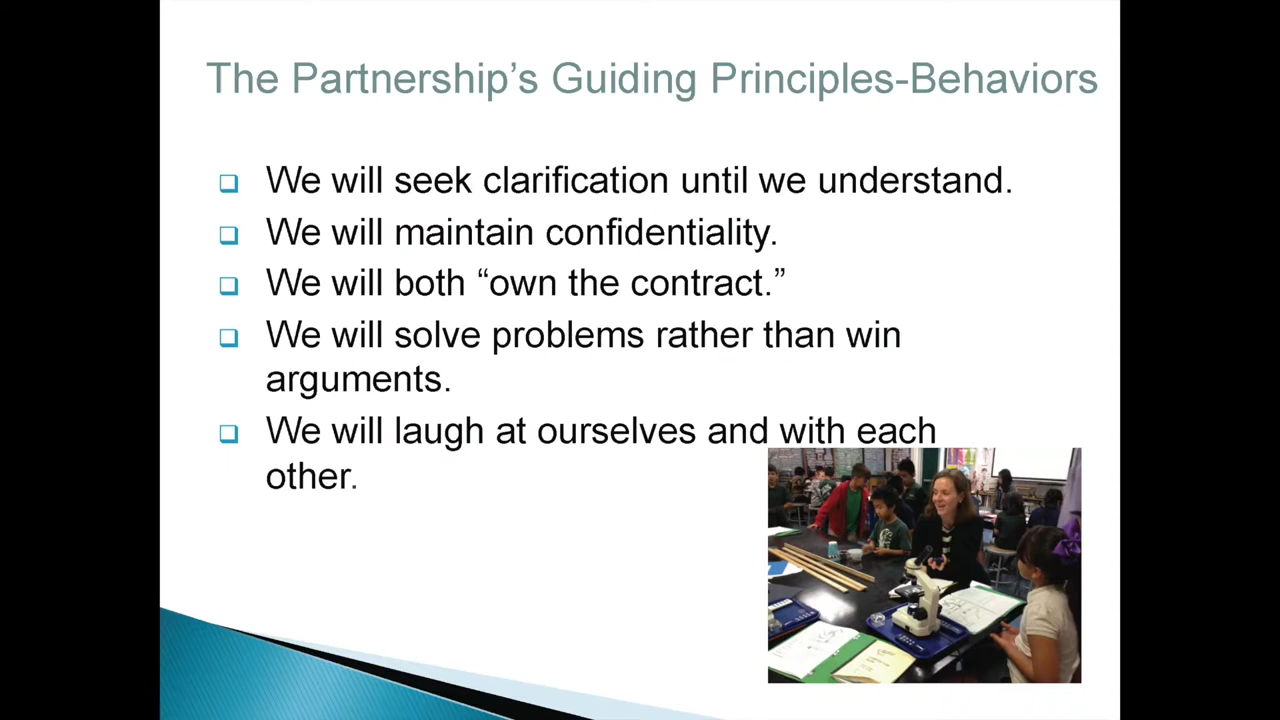 The Partnership’s Guiding Principles-Behaviors
We will seek clarification until we understand.
We will maintain confidentiality.
We will both “own the contract.”
We will solve problems rather than win
arguments.
We will laugh at ourselves and with each
other.